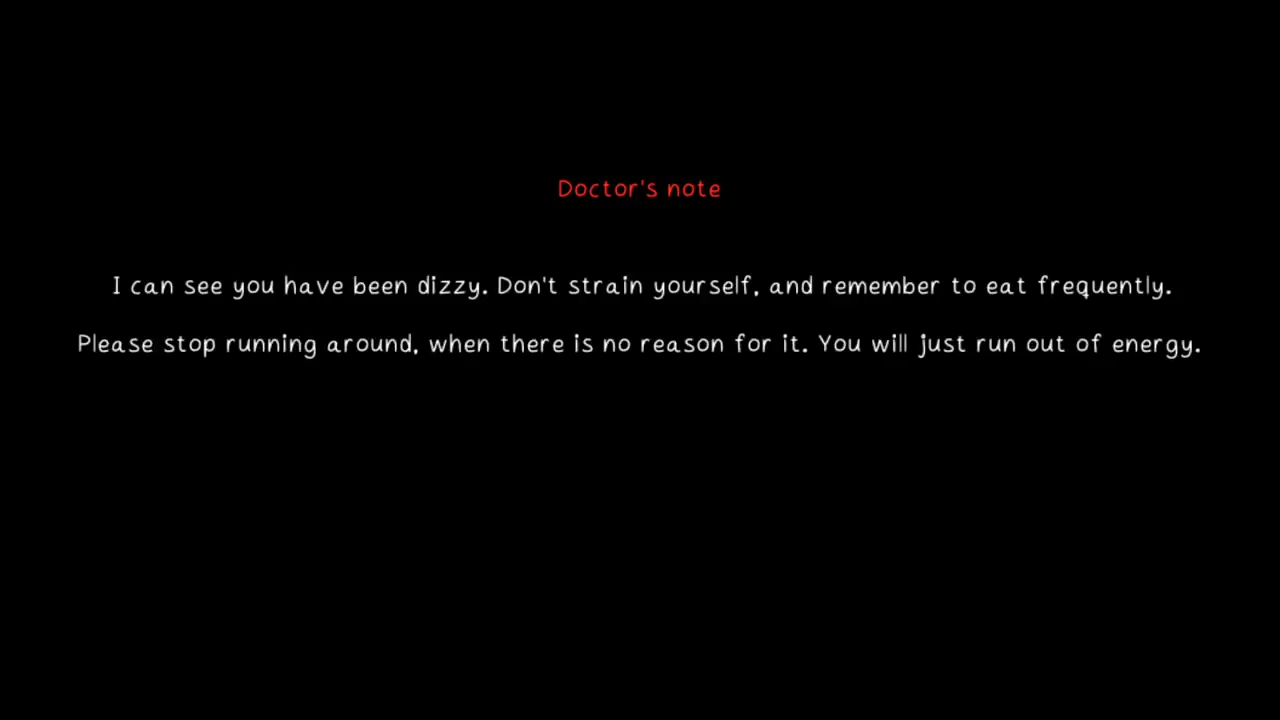 Doctor's note
I can see you have been dizzy. Don't strain yourself, and remember to eat frequently.
Please stop running around, when there is no reason for it. You will just run out of energy.